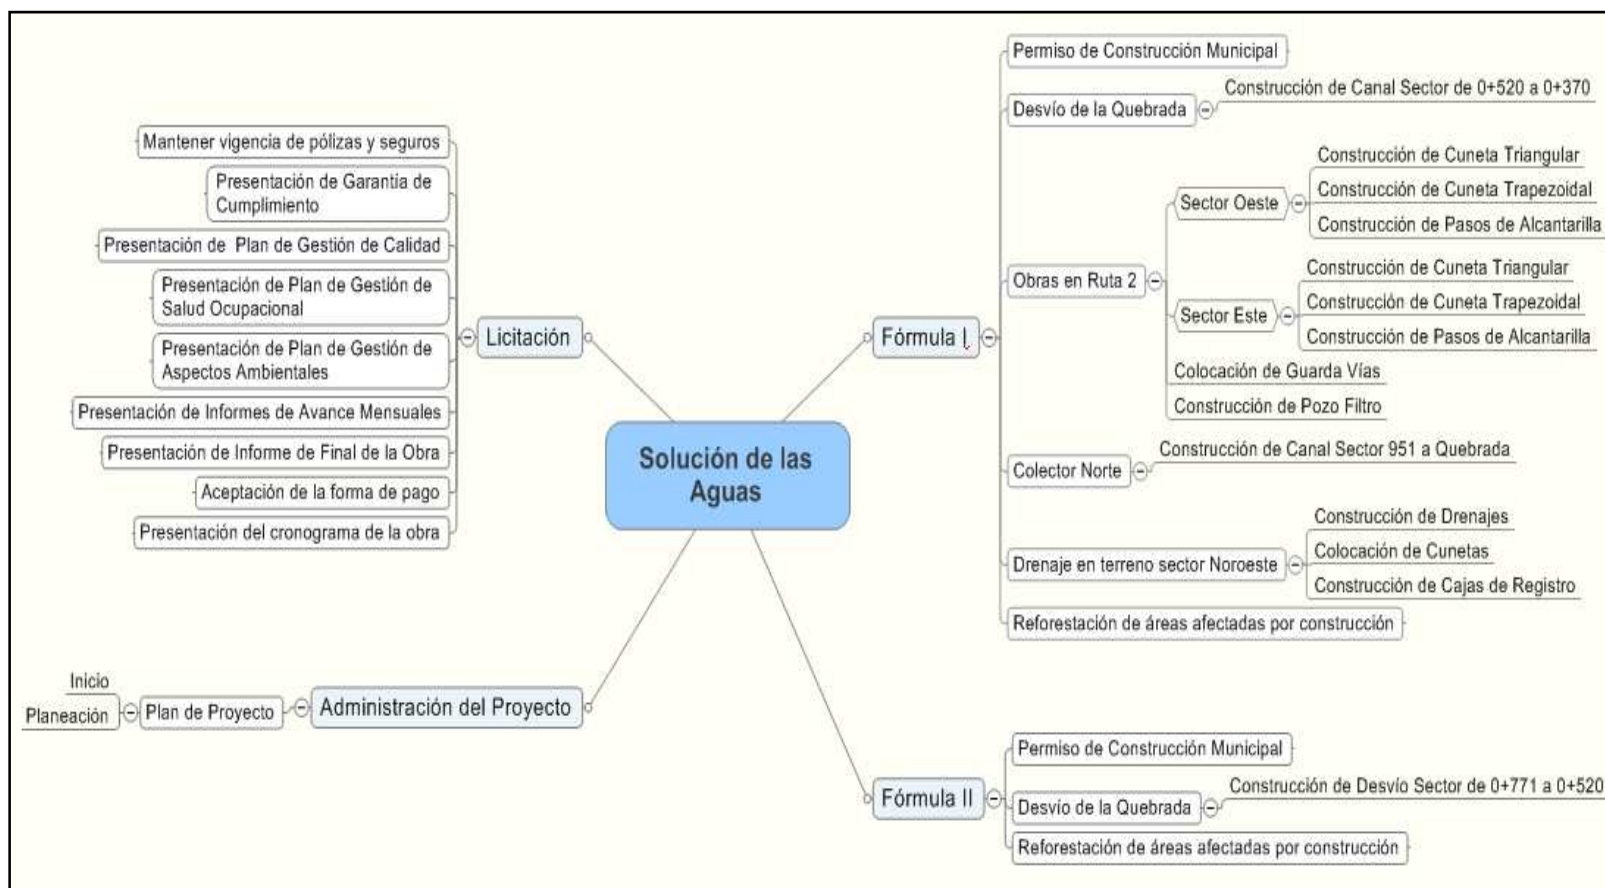 Solución de las
Aguas
Licitación
Mantener vigencia de pólizas y seguros
Presentación de Garantía de
Cumplimiento
Presentación de Plan de Gestión de Calidad
Presentación de Plan de Gestión de
Salud Ocupacional
Presentación de Plan de Gestión de
Aspectos Ambientales
Presentación de Informes de Avance Mensuales
Presentación de Informe de Final de la Obra
Aceptación de la forma de pago
Presentación del cronograma de la obra
Administración del Proyecto
Plan de Proyecto
Inicio
Planeación
Fórmula I
Permiso de Construcción Municipal
Desvío de la Quebrada
Construcción de Canal Sector de 0+520 a 0+370
Obras en Ruta 2
Sector Oeste
Construcción de Cuneta Triangular
Construcción de Cuneta Trapezoidal
Construcción de Pasos de Alcantarilla
Sector Este
Construcción de Cuneta Triangular
Construcción de Cuneta Trapezoidal
Construcción de Pasos de Alcantarilla
Colocación de Guarda Vías
Construcción de Pozo Filtro
Colector Norte
Construcción de Canal Sector 951 a Quebrada
Drenaje en terreno sector Noroeste
Construcción de Drenajes
Colocación de Cunetas
Construcción de Cajas de Registro
Reforestación de áreas afectadas por construcción
Fórmula II
Permiso de Construcción Municipal
Desvío de la Quebrada
Construcción de Desvío Sector de 0+771 a 0+520
Reforestación de áreas afectadas por construcción